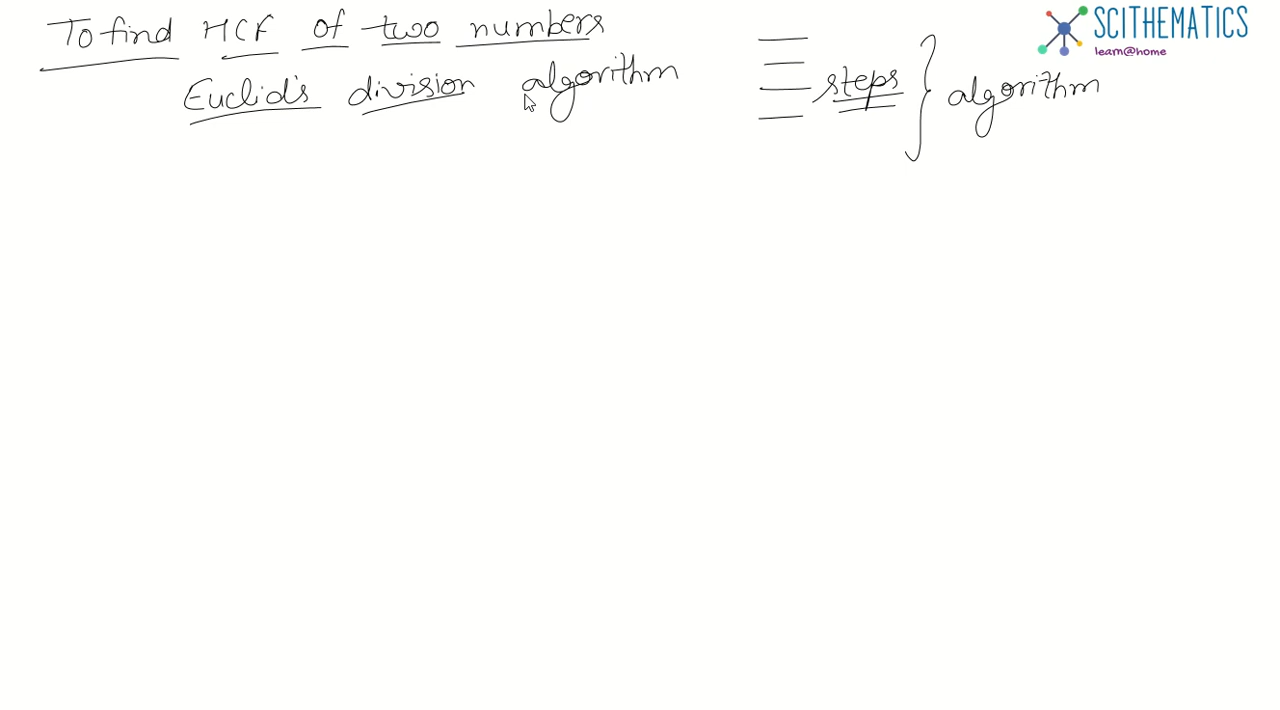 To find HCF of two numbers
Euclid's division algorithm
steps } algorithm
SCITHEMATICS
learn@home